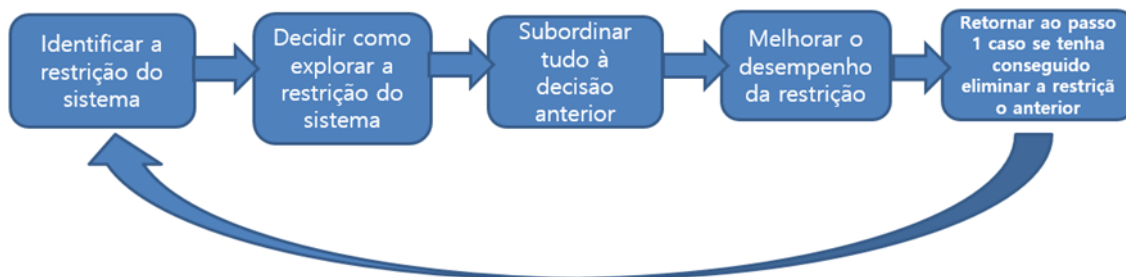 Identificar a
restrição do
sistema
Decidir como
explorar a
restrição do
sistema
Subordinar
tudo à
decisão
anterior
Melhorar o
desempenho
da restrição
Retornar ao passo
1 caso se tenha
conseguido
eliminar a restriçã
o anterior